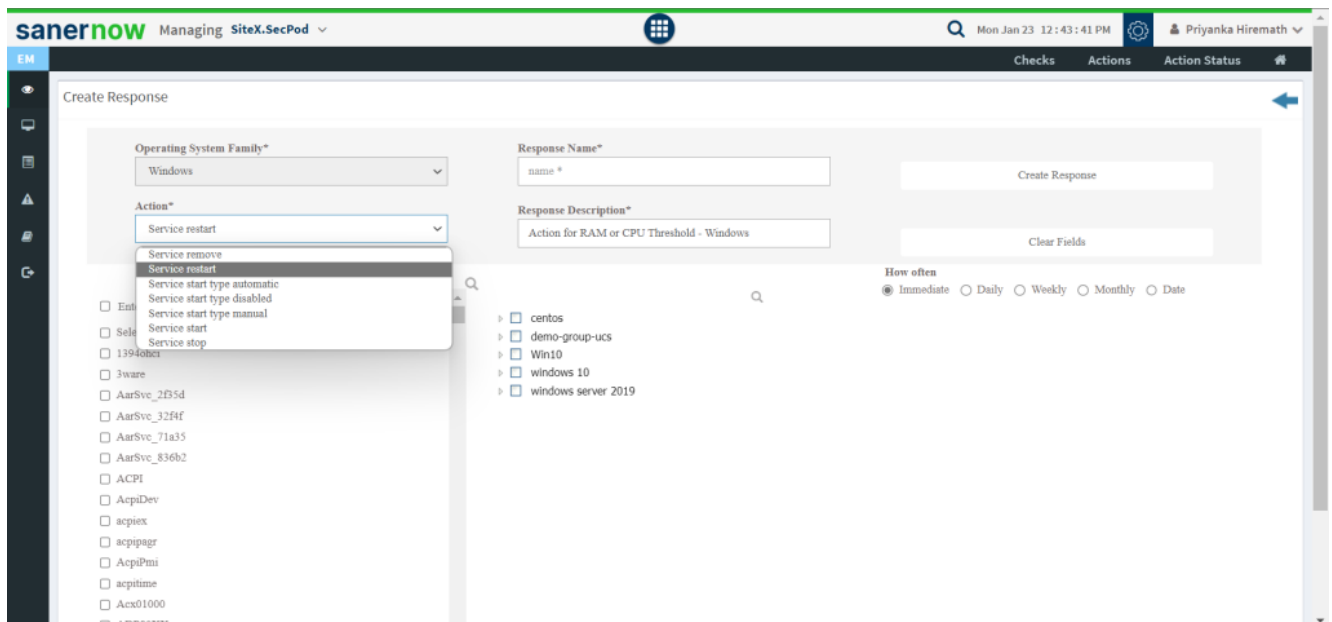 sanernow Managing SiteX.SecPod Mon Jan 23 12:43:41 PM Priyanka Hiremath
EM Checks Actions Action Status
Create Response
Operating System Family* Response Name*
Windows name * Create Response
Action* Response Description*
Service restart Action for RAM or CPU Threshold - Windows Clear Fields
Service remove
Service restart How often
Service start type automatic Immediate Daily Weekly Monthly Date
Service start type disabled
Service start type manual centos
Service start demo-group-ucs
Service stop
1394ohci Win10
3ware windows 10
AarSvc_2f35d windows server 2019
AarSvc_32f4f
AarSvc_71a35
AarSvc_836b2
ACPI
AcpiDev
acpiex
acpipagr
AcpiPmi
acpitime
Acx01000